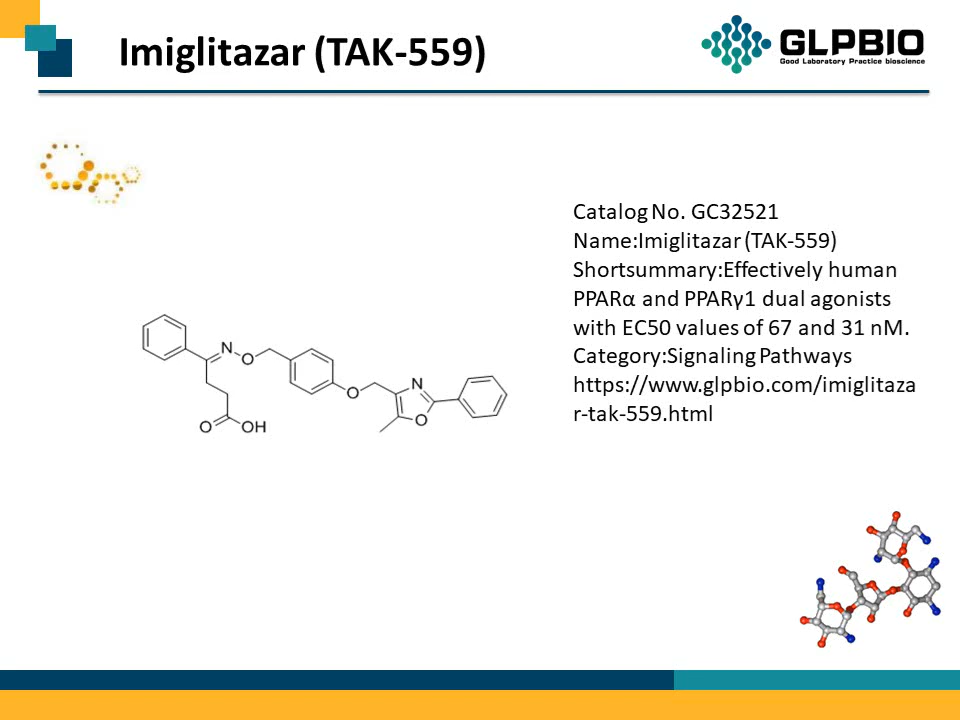 Imiglitazar (TAK-559)
GLPBIO
Good Laboratory Practice bioscience
Catalog No. GC32521
Name:Imiglitazar (TAK-559)
Shortsummary:Effectively human
PPARα and PPARγ1 dual agonists
with EC50 values of 67 and 31 nM.
Category:Signaling Pathways
https://www.glpbio.com/imiglitaza
r-tak-559.html
N
O
O
N
O
O
OH